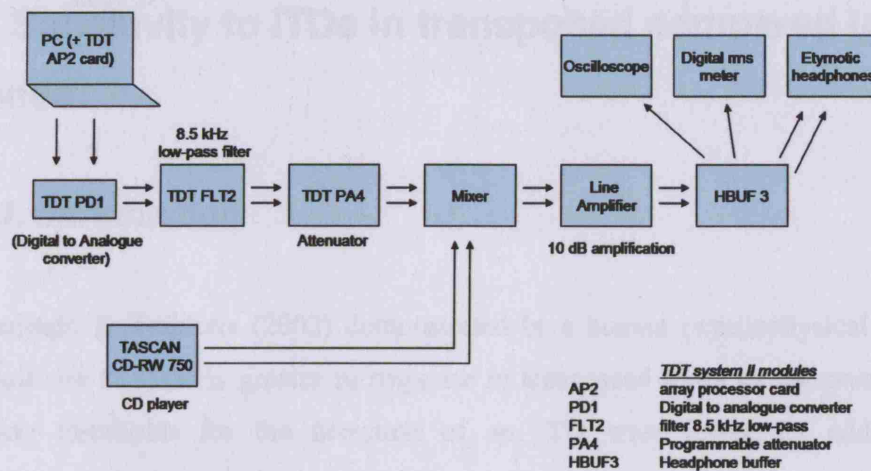 PC (+ TDT
AP2 card)
Oscilloscope
Digital rms
meter
Etymotic
headphones
8.5 kHz
low-pass filter
TDT PD1
TDT FLT2
TDT PA4
Mixer
Line
Amplifier
HBUF 3
(Digital to Analogue
converter)
Attenuator
10 dB amplification
TASCAN
CD-RW 750
CD player
TDT system II modules
AP2 array processor card
PD1 Digital to analogue converter
FLT2 filter 8.5 kHz low-pass
PA4 Programmable attenuator
HBUF3 Headphone buffer